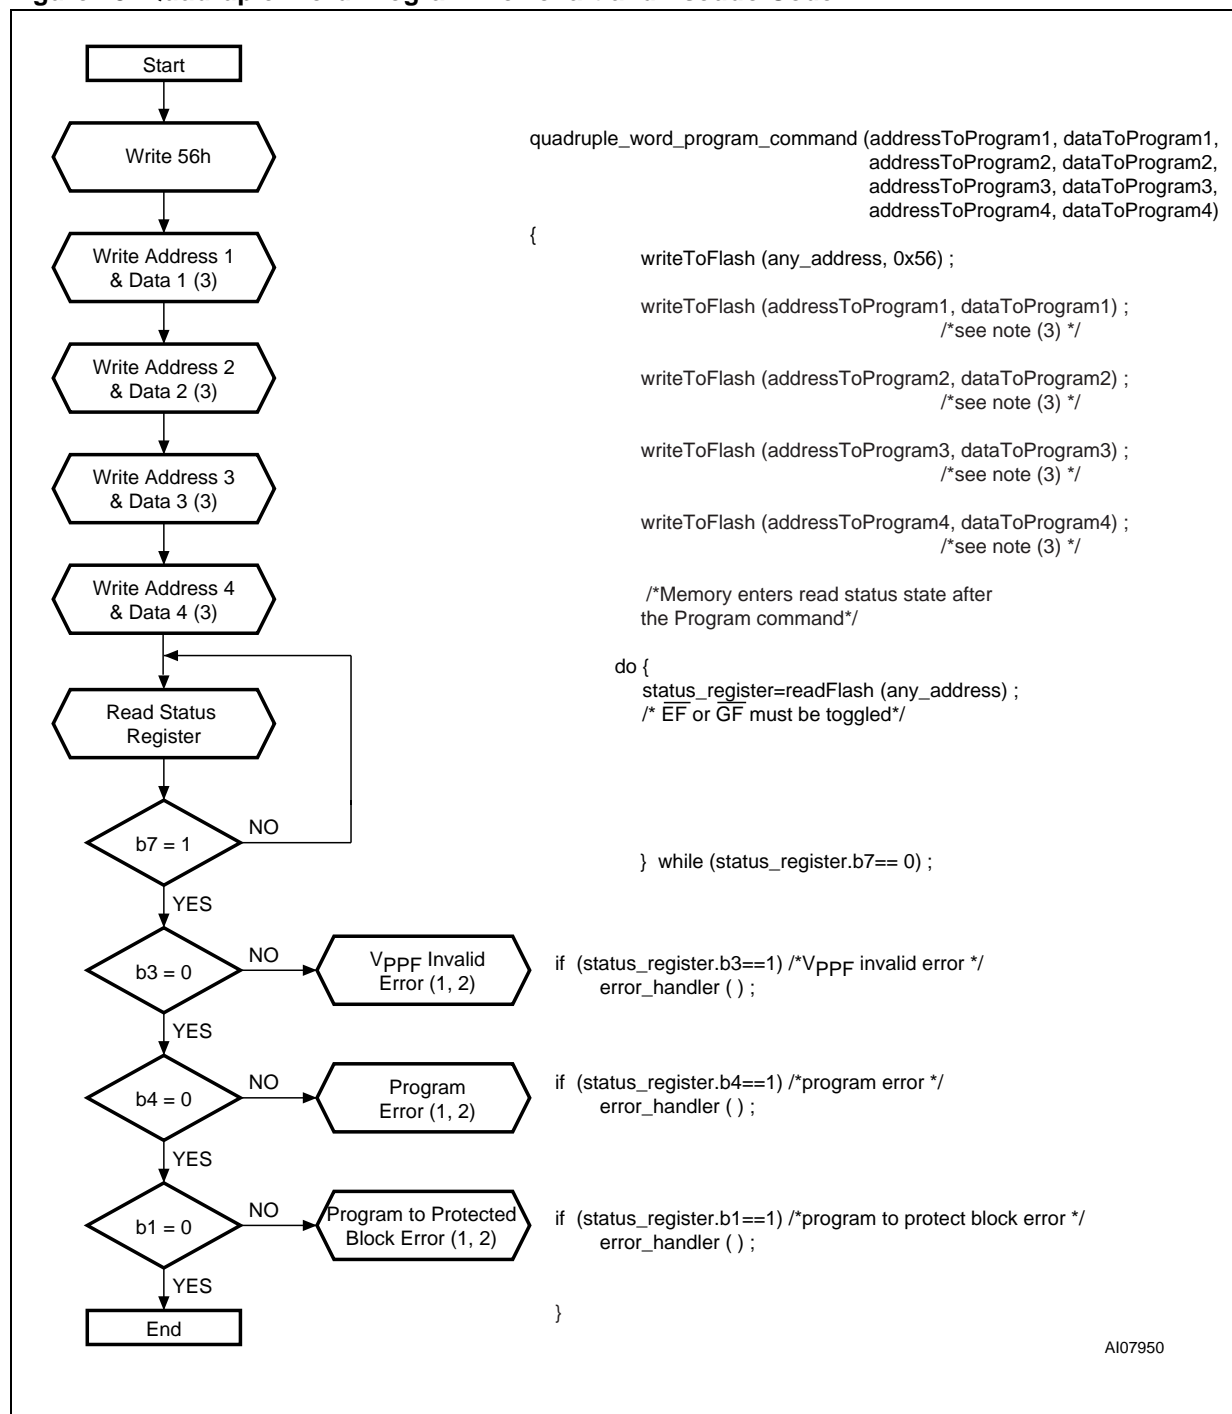 Start
Write 56h
Write Address 1
& Data 1 (3)
Write Address 2
& Data 2 (3)
Write Address 3
& Data 3 (3)
Write Address 4
& Data 4 (3)
Read Status
Register
b7 = 1
NO
YES
b3 = 0
NO
VPPF Invalid
Error (1, 2)
YES
b4 = 0
NO
Program
Error (1, 2)
YES
b1 = 0
NO
Program to Protected
Block Error (1, 2)
YES
End
quadruple_word_program_command (addressToProgram1, dataToProgram1,
addressToProgram2, dataToProgram2,
addressToProgram3, dataToProgram3,
addressToProgram4, dataToProgram4)
{
writeToFlash (any_address, 0x56) ;
writeToFlash (addressToProgram1, dataToProgram1) ;
/*see note (3) */
writeToFlash (addressToProgram2, dataToProgram2) ;
/*see note (3) */
writeToFlash (addressToProgram3, dataToProgram3) ;
/*see note (3) */
writeToFlash (addressToProgram4, dataToProgram4) ;
/*see note (3) */
/*Memory enters read status state after
the Program command*/
do {
status_register=readFlash (any_address) ;
/* E̅F̅ or G̅F̅ must be toggled*/
} while (status_register.b7== 0) ;
if (status_register.b3==1) /*VPPF invalid error */
error_handler ( ) ;
if (status_register.b4==1) /*program error */
error_handler ( ) ;
if (status_register.b1==1) /*program to protect block error */
error_handler ( ) ;
}
AI07950